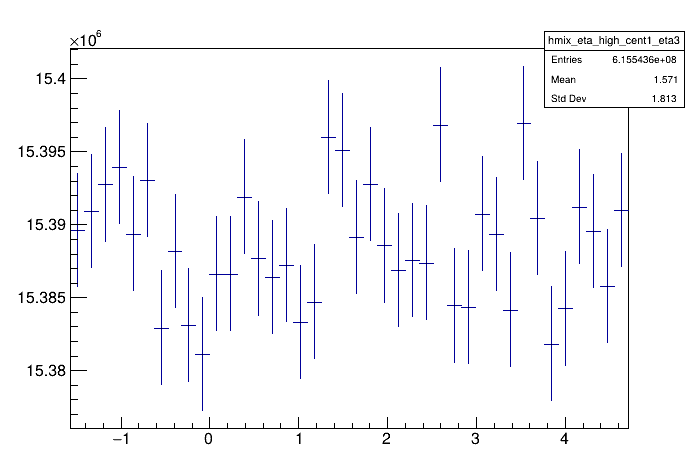 ×10⁶
hmix_eta_high_cent1_eta3
Entries 6.155436e+08
Mean 1.571
Std Dev 1.813
15.4
15.395
15.39
15.385
15.38
−1 0 1 2 3 4